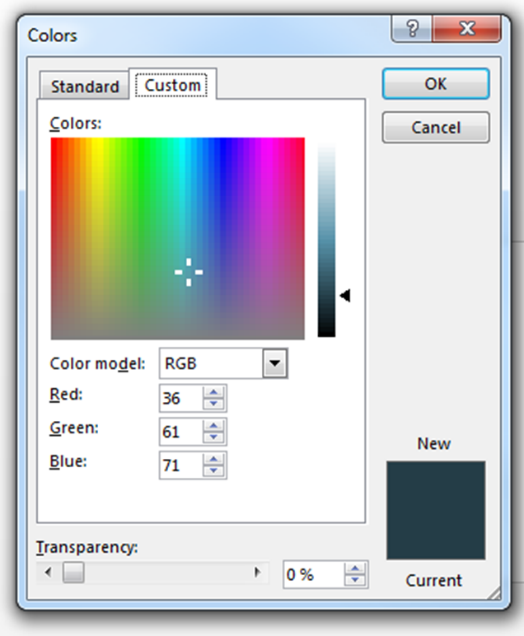 Colors
?
Standard
Custom
OK
Cancel
Colors:
Color model:
RGB
Red:
36
Green:
61
Blue:
71
New
Current
Transparency:
0 %